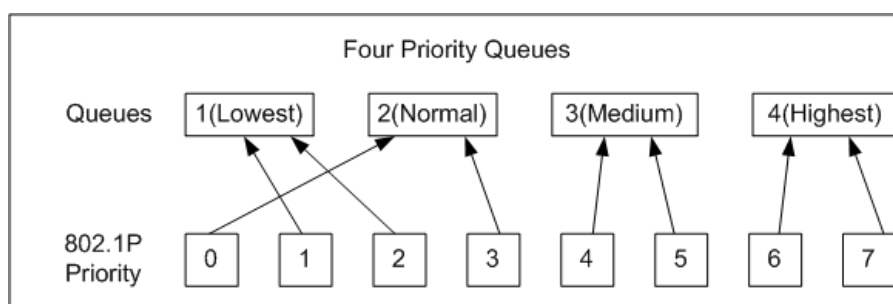 Four Priority Queues
Queues 1(Lowest) 2(Normal) 3(Medium) 4(Highest)
802.1P
Priority
0 1 2 3 4 5 6 7